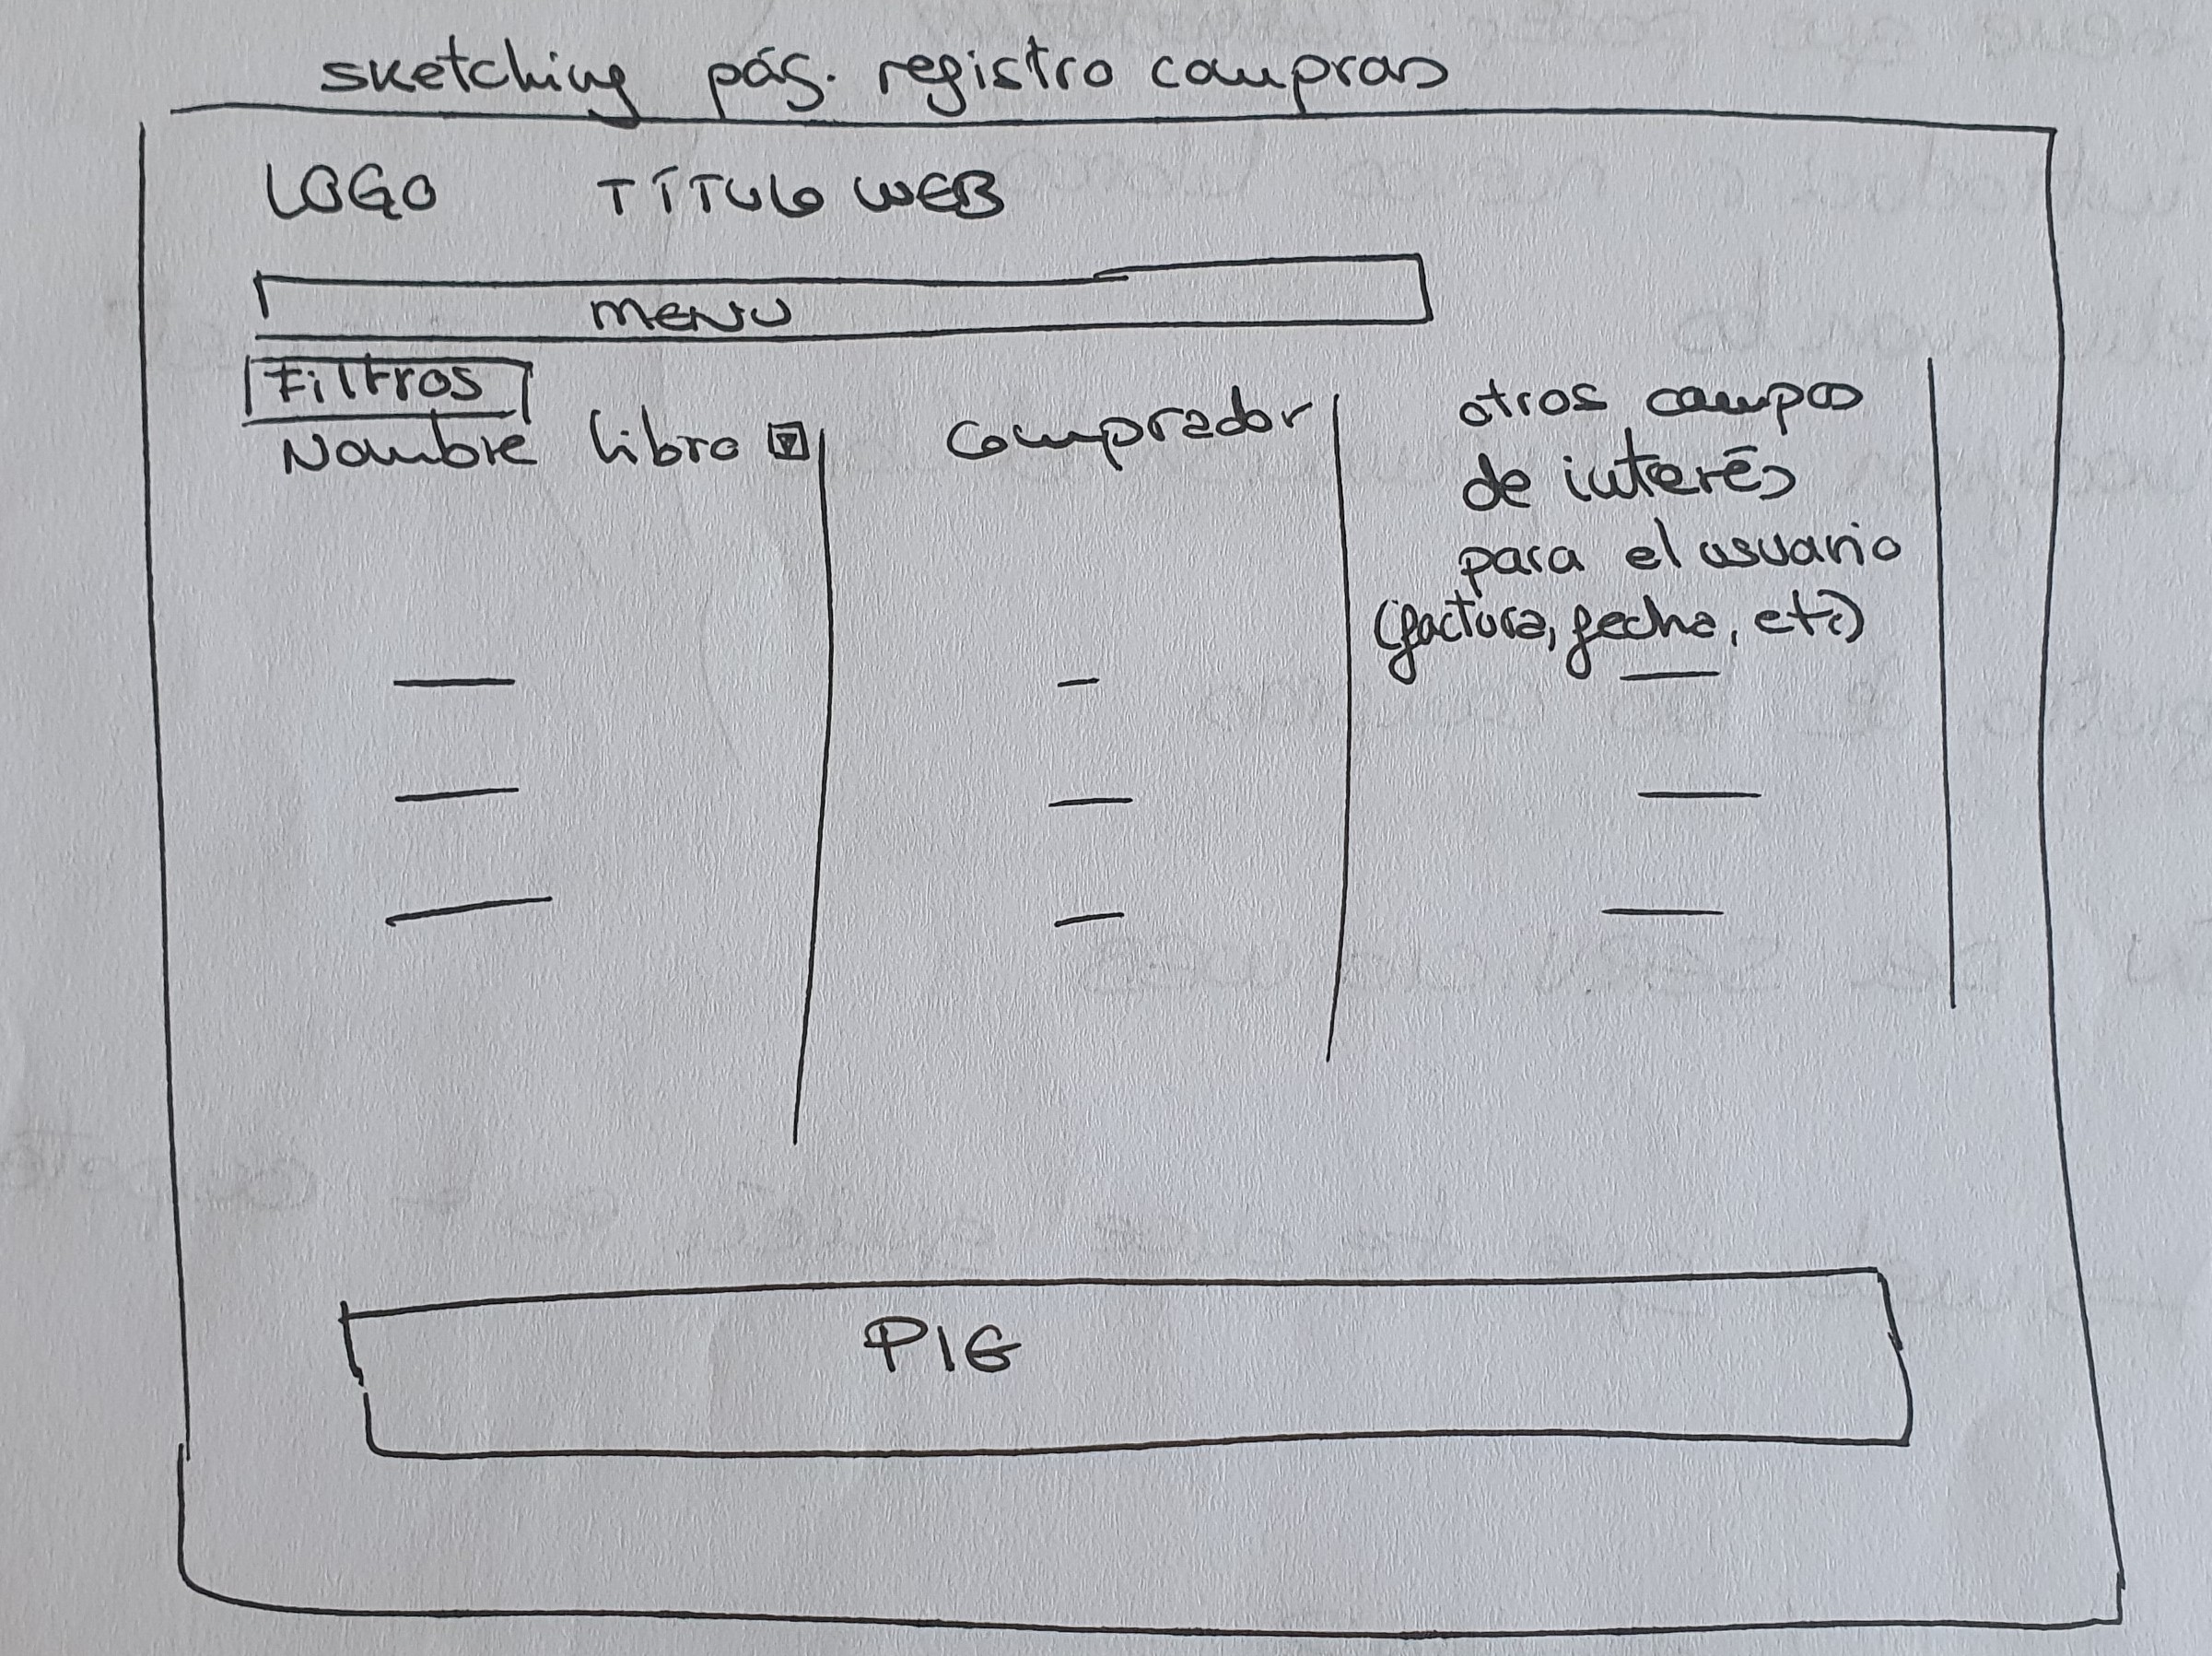 sketching pág. registro compras
LOGO TÍTULO WEB
MENU
Filtros
Nombre libro
Comprador
otros campos
de interés
para el usuario
(factura, fecha, etc)
PIE